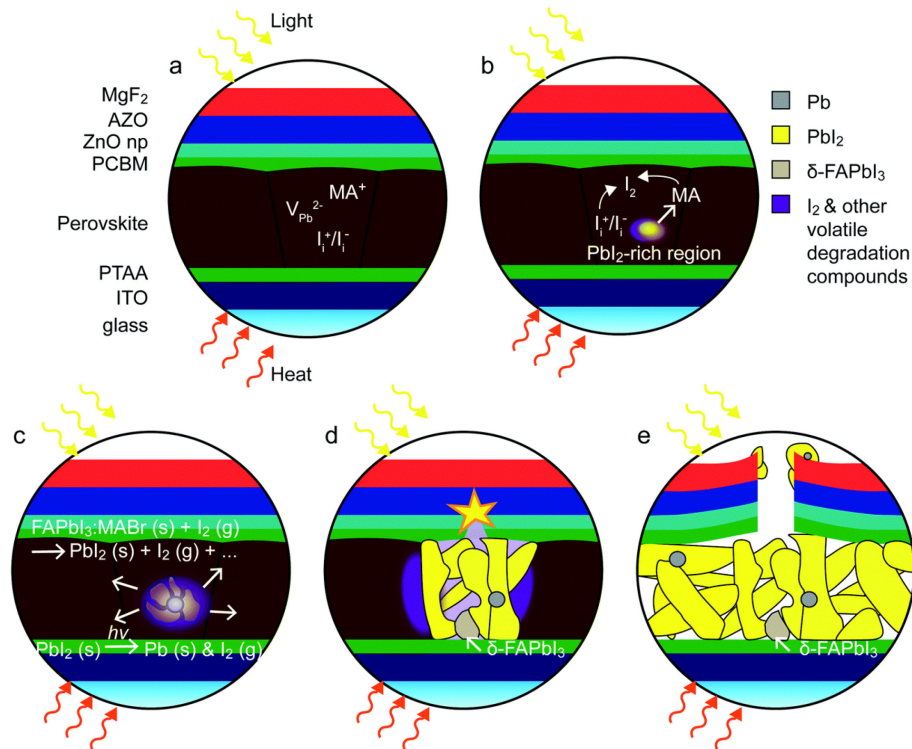 Light
a
MgF₂
AZO
ZnO np
PCBM
Perovskite
PTAA
ITO
glass
Heat
MA⁺
V_Pb²⁻
Iᵢ⁺/Iᵢ⁻
b
I₂
MA
Iᵢ⁺/Iᵢ⁻
PbI₂-rich region
Pb
PbI₂
δ-FAPbI₃
I₂ & other
volatile
degradation
compounds
c
FAPbI₃:MABr (s) + I₂ (g)
⟶ PbI₂ (s) + I₂ (g) + ...
hν
PbI₂ (s) ⟶ Pb (s) & I₂ (g)
d
δ-FAPbI₃
e
δ-FAPbI₃